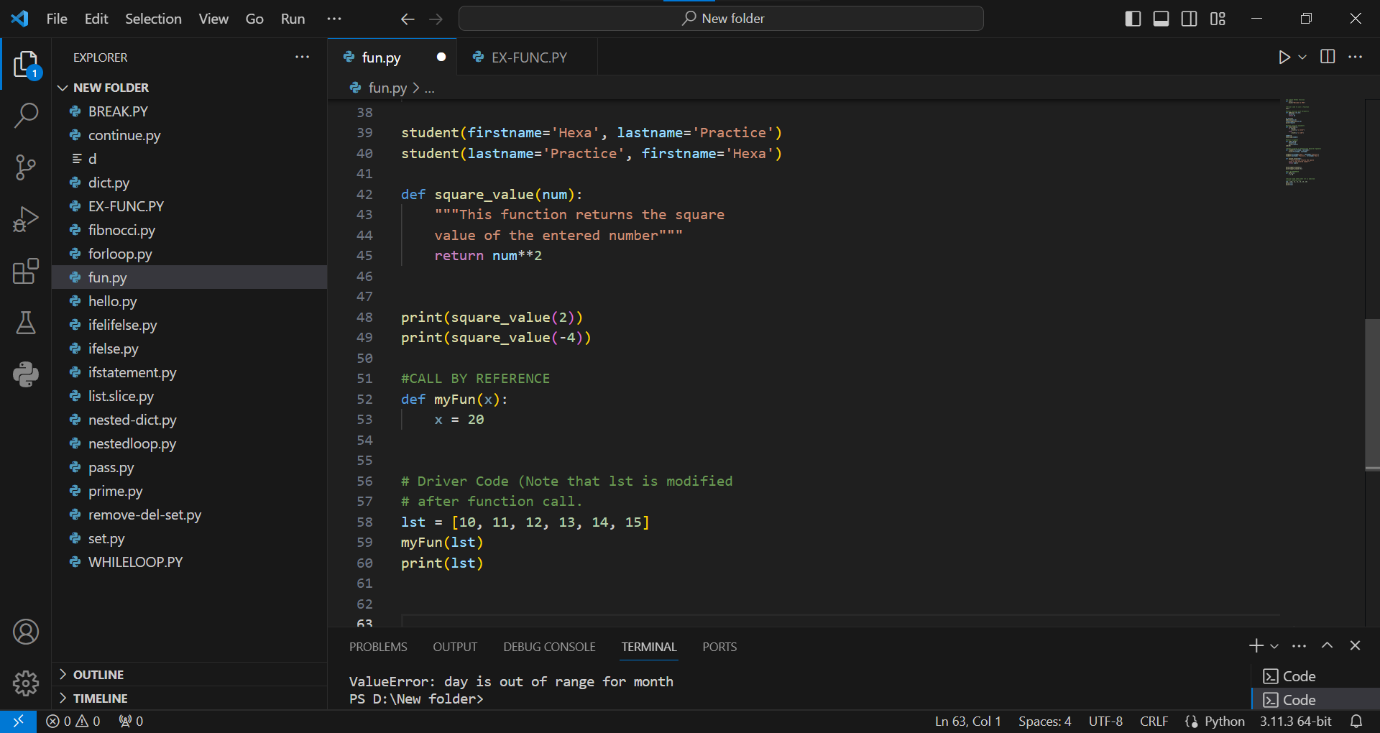 File Edit Selection View Go Run ···
New folder
EXPLORER ···
fun.py EX-FUNC.PY
fun.py > ...
1
NEW FOLDER
BREAK.PY
continue.py
d
dict.py
EX-FUNC.PY
fibnocci.py
forloop.py
fun.py
hello.py
ifelifelse.py
ifelse.py
ifstatement.py
list.slice.py
nested-dict.py
nestedloop.py
pass.py
prime.py
remove-del-set.py
set.py
WHILELOOP.PY
OUTLINE
TIMELINE
38
39 student(firstname='Hexa', lastname='Practice')
40 student(lastname='Practice', firstname='Hexa')
41
42 def square_value(num):
43 """This function returns the square
44 value of the entered number"""
45 return num**2
46
47
48 print(square_value(2))
49 print(square_value(-4))
50
51 #CALL BY REFERENCE
52 def myFun(x):
53 x = 20
54
55
56 # Driver Code (Note that lst is modified
57 # after function call.
58 lst = [10, 11, 12, 13, 14, 15]
59 myFun(lst)
60 print(lst)
61
62
63
PROBLEMS OUTPUT DEBUG CONSOLE TERMINAL PORTS
ValueError: day is out of range for month
PS D:\New folder>
Code
Code
0 0 0 Ln 63, Col 1 Spaces: 4 UTF-8 CRLF Python 3.11.3 64-bit